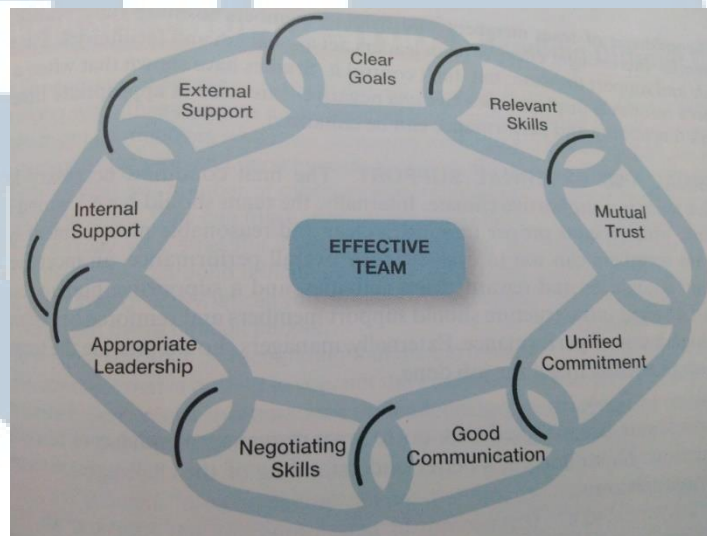 Clear
Goals
Relevant
Skills
Mutual
Trust
Unified
Commitment
Good
Communication
Negotiating
Skills
Appropriate
Leadership
Internal
Support
External
Support
EFFECTIVE
TEAM